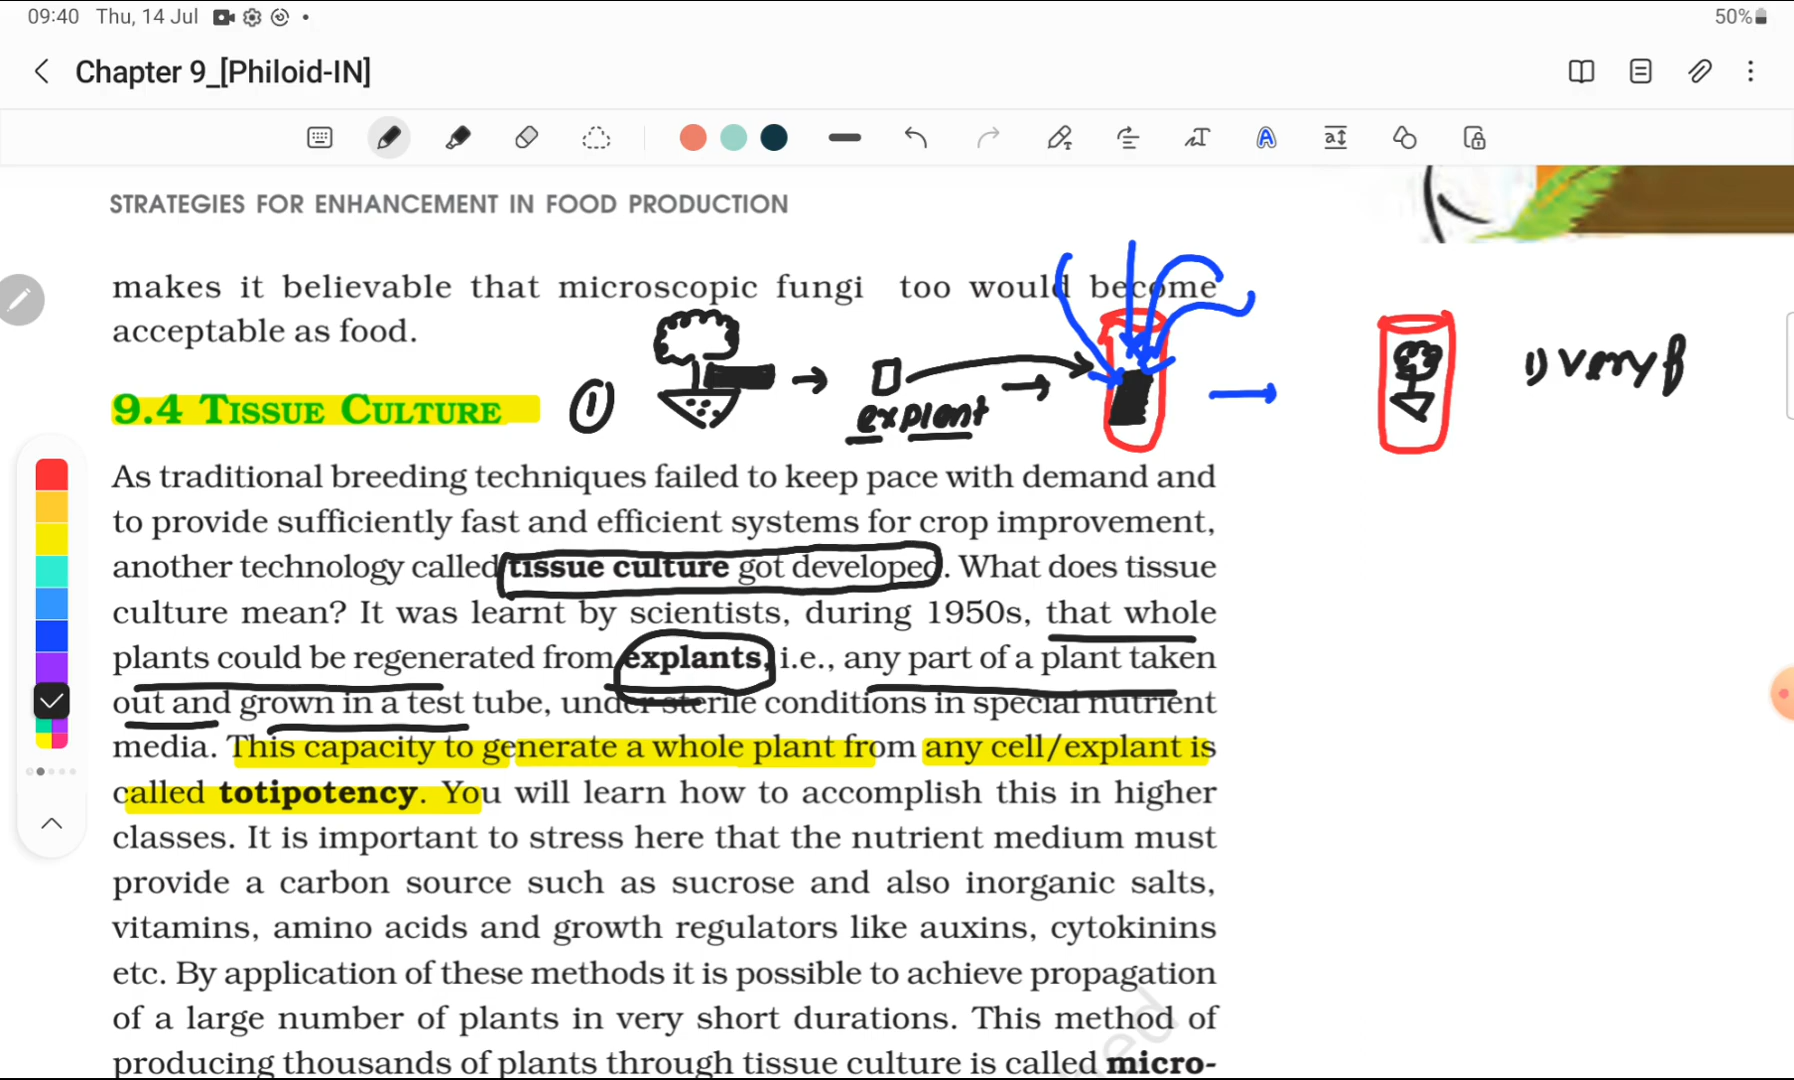 09:40 Thu, 14 Jul
50%
Chapter 9_[Philoid-IN]
STRATEGIES FOR ENHANCEMENT IN FOOD PRODUCTION
makes it believable that microscopic fungi too would become
acceptable as food.
9.4 TISSUE CULTURE
1
explant
1) very f
As traditional breeding techniques failed to keep pace with demand and
to provide sufficiently fast and efficient systems for crop improvement,
another technology called tissue culture got developed. What does tissue
culture mean? It was learnt by scientists, during 1950s, that whole
plants could be regenerated from explants, i.e., any part of a plant taken
out and grown in a test tube, under sterile conditions in special nutrient
media. This capacity to generate a whole plant from any cell/explant is
called totipotency. You will learn how to accomplish this in higher
classes. It is important to stress here that the nutrient medium must
provide a carbon source such as sucrose and also inorganic salts,
vitamins, amino acids and growth regulators like auxins, cytokinins
etc. By application of these methods it is possible to achieve propagation
of a large number of plants in very short durations. This method of
producing thousands of plants through tissue culture is called micro-